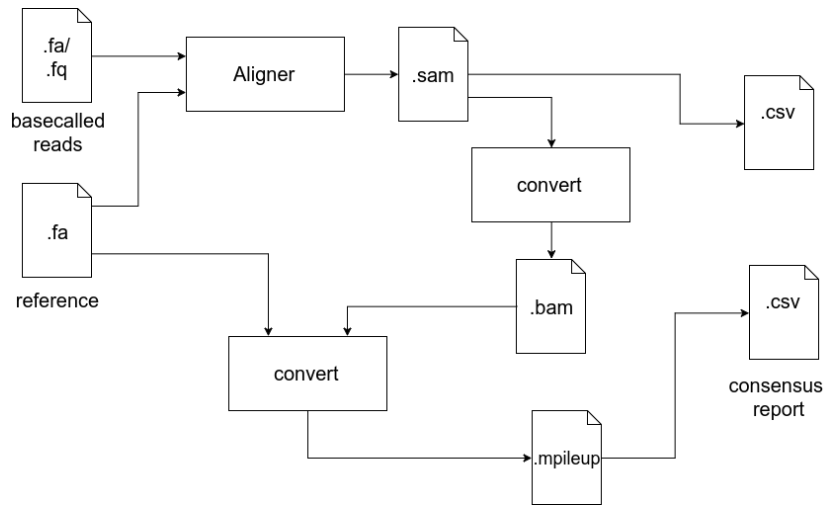 .fa/
.fq
basecalled
reads
Aligner
.sam
.csv
convert
.fa
reference
.bam
.csv
consensus
report
convert
.mpileup